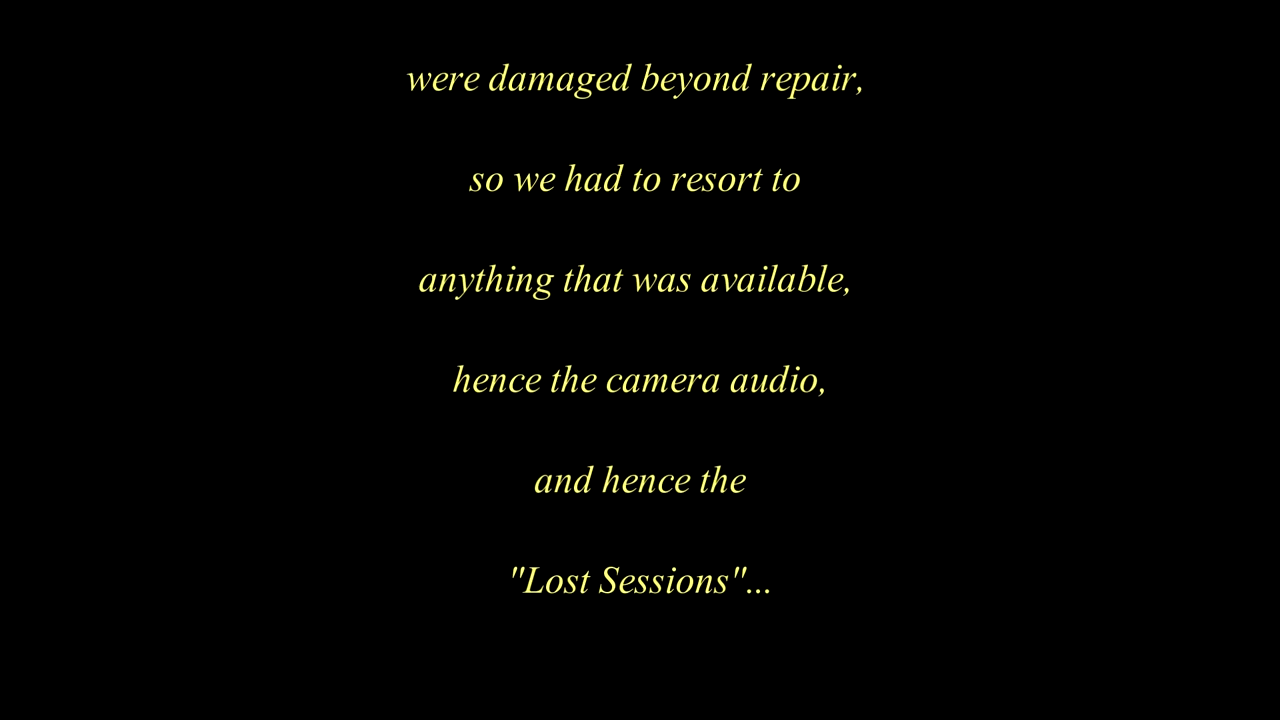 were damaged beyond repair,
so we had to resort to
anything that was available,
hence the camera audio,
and hence the
"Lost Sessions"...